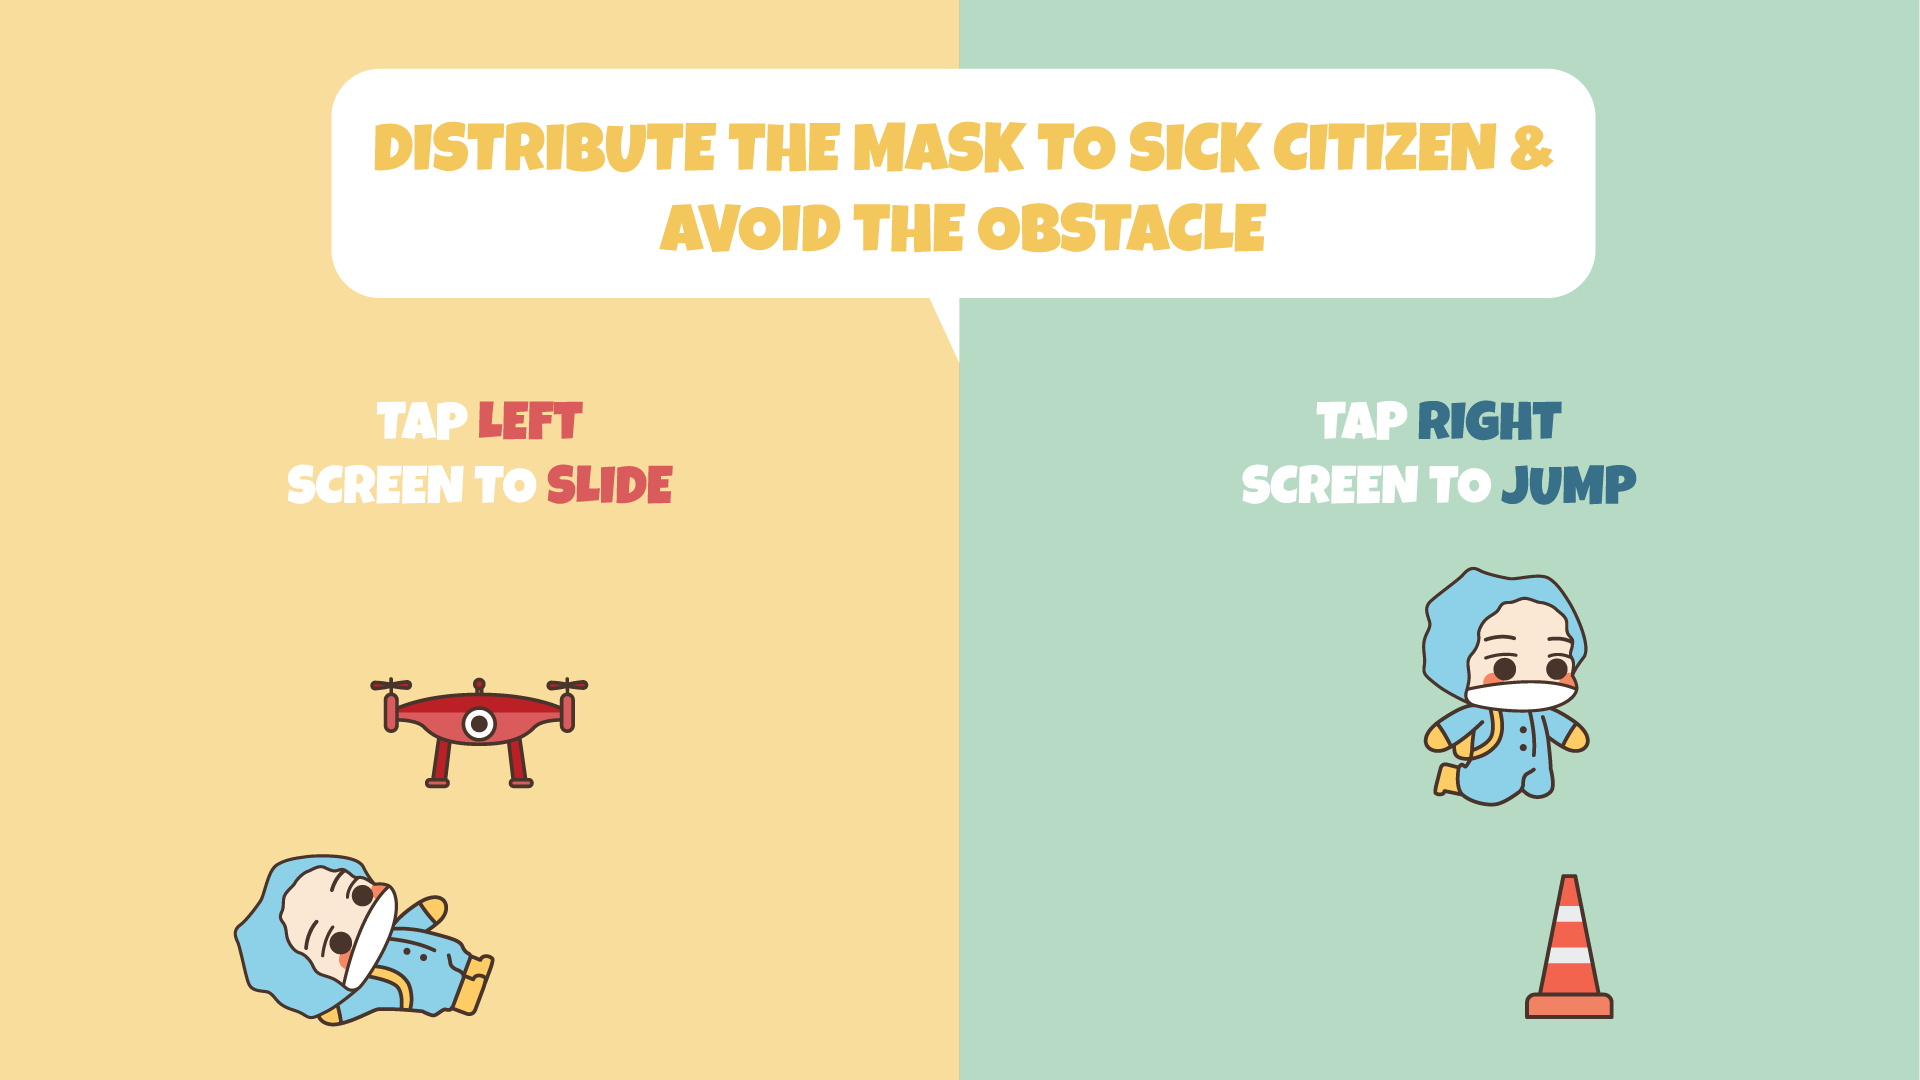 DISTRIBUTE THE MASK TO SICK CITIZEN &
AVOID THE OBSTACLE
TAP LEFT
SCREEN TO SLIDE
TAP RIGHT
SCREEN TO JUMP